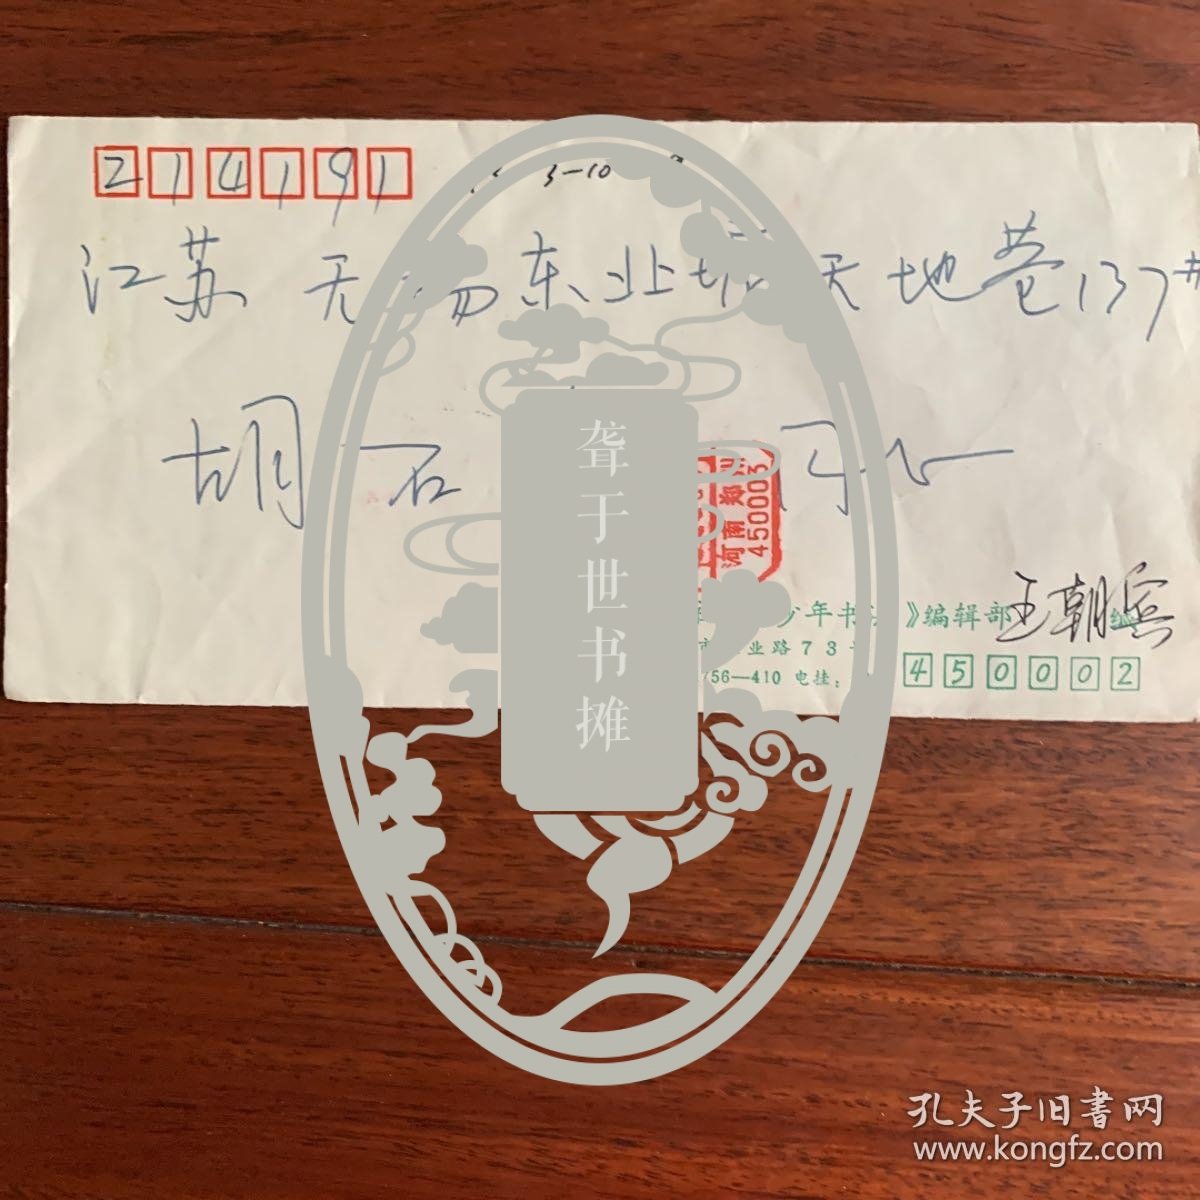 214191
3-10
江苏 无锡东北塘天地巷137#
胡石
聋于世书摊
河南 郑州
450003
少年书法》编辑部 王朝宾
业路73
756—410 电挂:
450002
孔夫子旧書网
www.kongfz.com